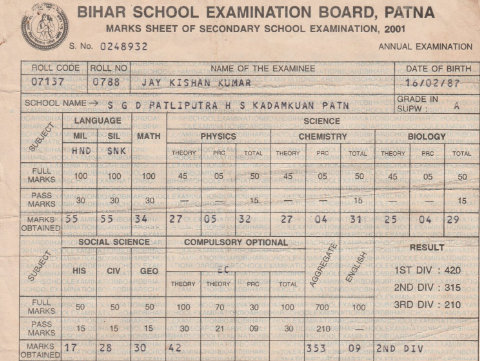 BIHAR SCHOOL EXAMINATION BOARD, PATNA
MARKS SHEET OF SECONDARY SCHOOL EXAMINATION, 2001
S. No. 0248932 ANNUAL EXAMINATION
ROLL CODE ROLL NO NAME OF THE EXAMINEE DATE OF BIRTH
07137 0788 JAY KISHAN KUMAR 16/02/87
SCHOOL NAME → S G D PATLIPUTRA H S KADAMKUAN PATN GRADE IN SUPW : A
SUBJECT LANGUAGE MATH SCIENCE
MIL SIL PHYSICS CHEMISTRY BIOLOGY
HND SNK THEORY PRC TOTAL THEORY PRC TOTAL THEORY PRC TOTAL
FULL MARKS 100 100 100 45 05 50 45 05 50 45 05 50
PASS MARKS 30 30 30 — — 15 — — 15 — — 15
MARKS OBTAINED 55 55 34 27 05 32 27 04 31 25 04 29
SUBJECT SOCIAL SCIENCE COMPULSORY OPTIONAL AGGREGATE ENGLISH RESULT
HIS CIV GEO EC
THEORY THEORY PRC TOTAL
1ST DIV : 420
2ND DIV : 315
3RD DIV : 210
FULL MARKS 50 50 50 100 70 30 100 700 100
PASS MARKS 15 15 15 30 21 09 30 210 —
MARKS OBTAINED 17 28 30 42 353 09 2ND DIV